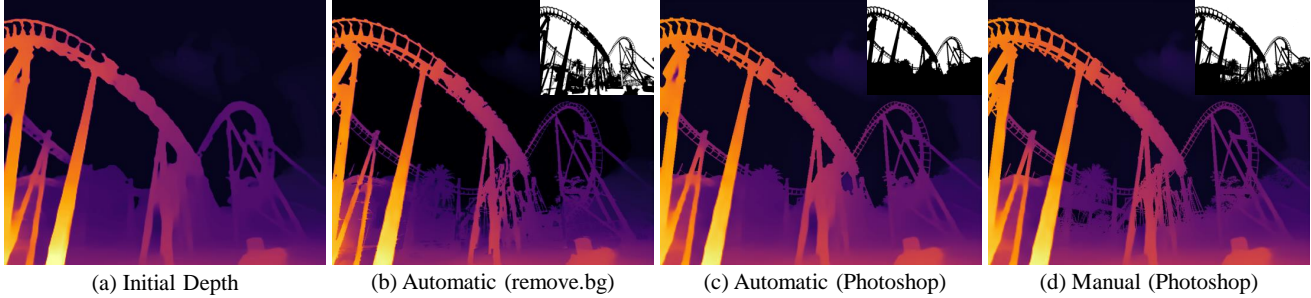 (a) Initial Depth
(b) Automatic (remove.bg)
(c) Automatic (Photoshop)
(d) Manual (Photoshop)